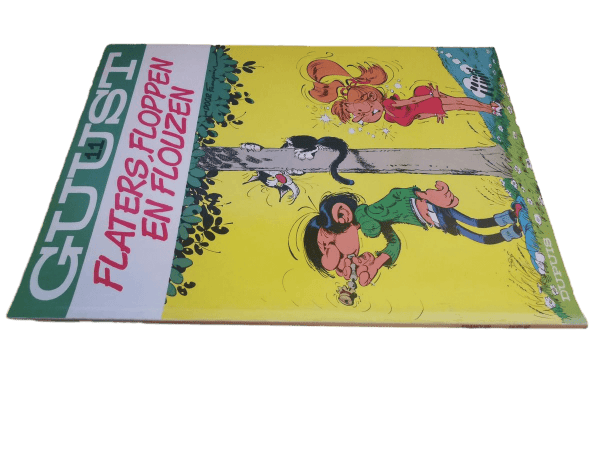 GUUST
11
FLATERS, FLOPPEN
EN FLOUZEN
DUPUIS